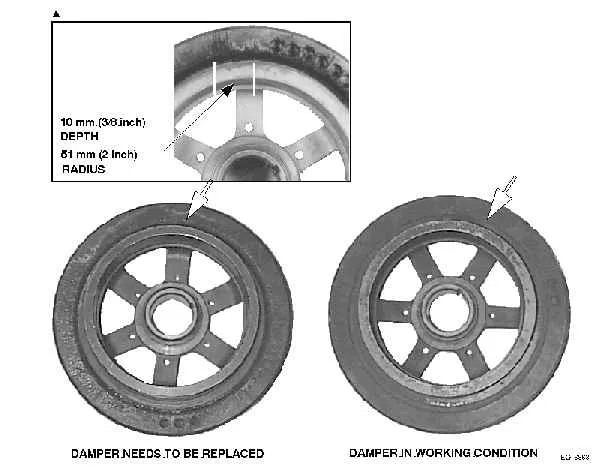 10 mm.(3/8.inch)
DEPTH
51 mm (2 inch)
RADIUS
DAMPER NEEDS TO BE REPLACED
DAMPER IN WORKING CONDITION